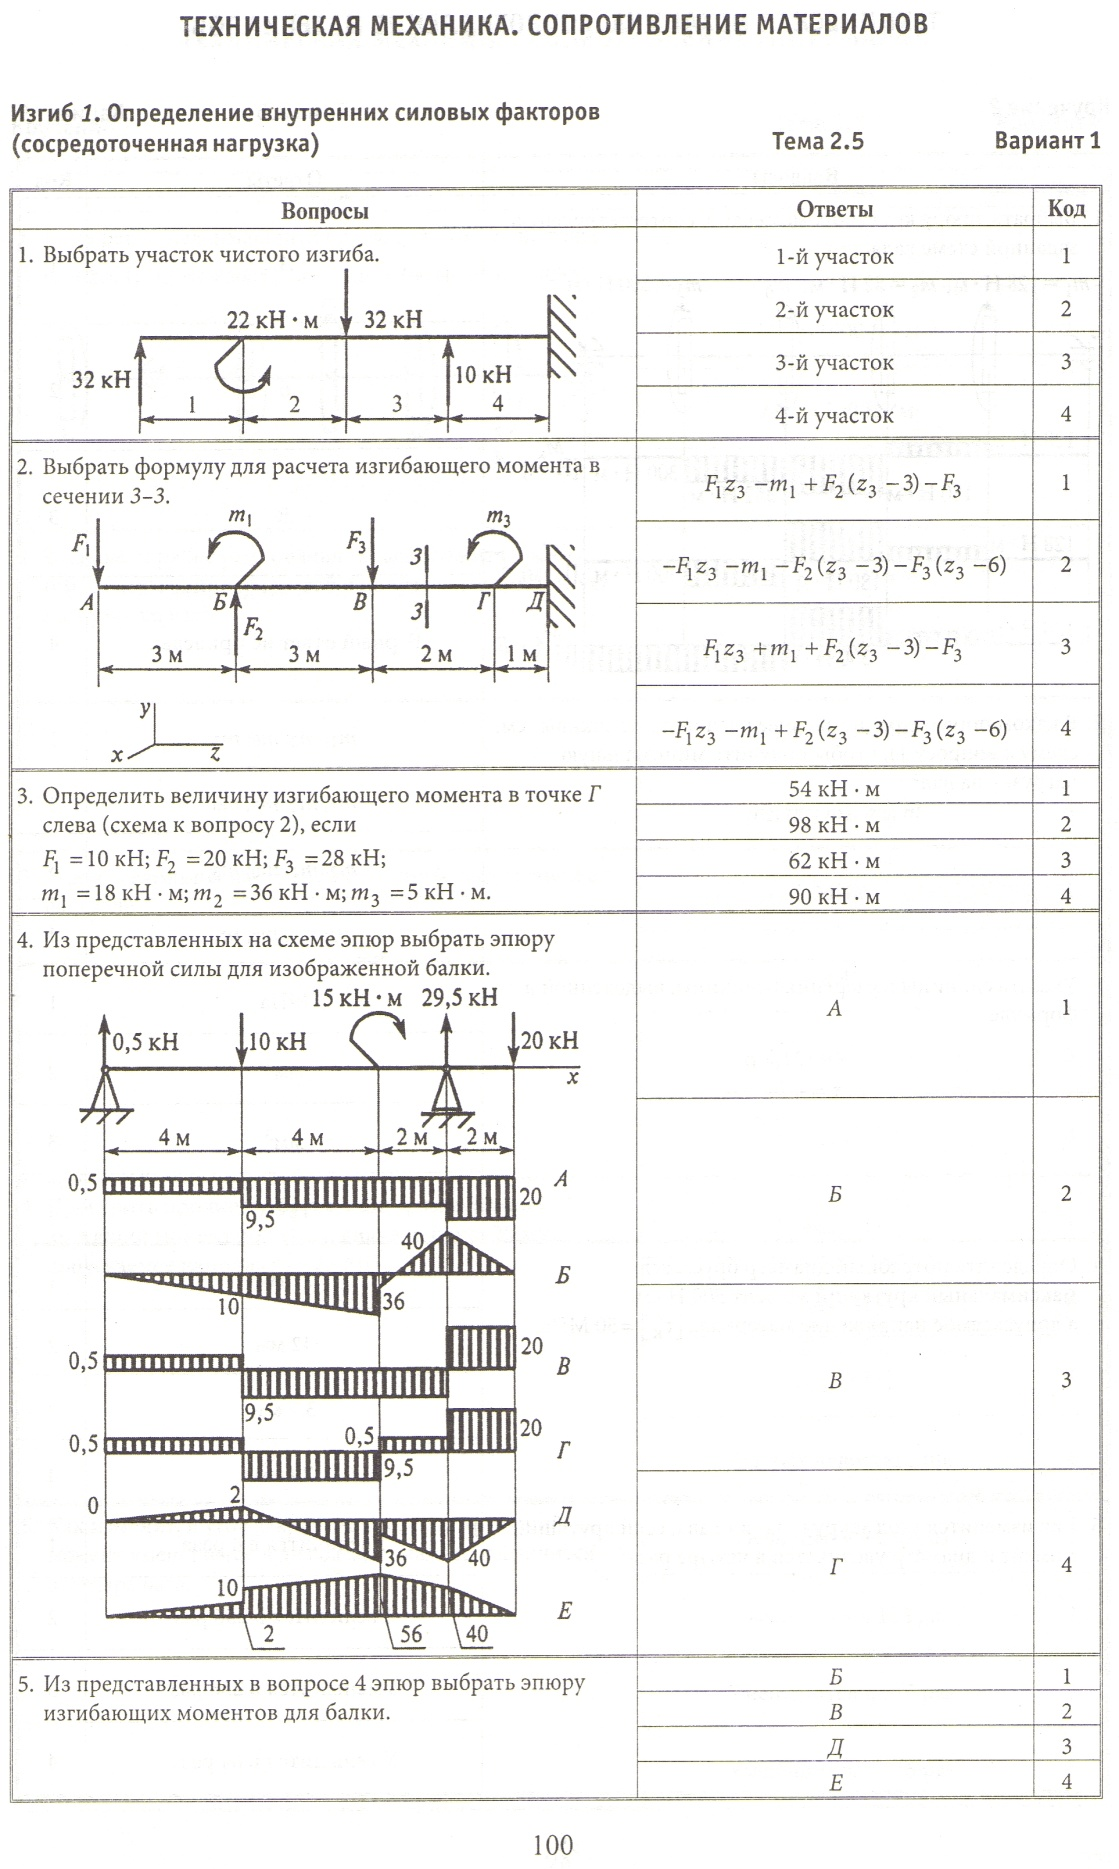 ТЕХНИЧЕСКАЯ МЕХАНИКА. СОПРОТИВЛЕНИЕ МАТЕРИАЛОВ
Изгиб 1. Определение внутренних силовых факторов
(сосредоточенная нагрузка)
Тема 2.5
Вариант 1
Вопросы
Ответы
Код
1. Выбрать участок чистого изгиба.
22 кН · м
32 кН
32 кН
10 кН
1
2
3
4
1-й участок
1
2-й участок
2
3-й участок
3
4-й участок
4
2. Выбрать формулу для расчета изгибающего момента в
сечении 3–3.
F₁
m₁
F₃
3
m₃
А
Б
В
3
Г
Д
F₂
3 м
3 м
2 м
1 м
y
x
z
F₁z₃ −m₁ + F₂(z₃ −3)−F₃
1
−F₁z₃ −m₁ −F₂(z₃ −3)−F₃(z₃ −6)
2
F₁z₃ +m₁ + F₂(z₃ −3)−F₃
3
−F₁z₃ −m₁ + F₂(z₃ −3)−F₃(z₃ −6)
4
3. Определить величину изгибающего момента в точке Г
слева (схема к вопросу 2), если
F₁ =10 кН; F₂ =20 кН; F₃ =28 кН;
m₁ =18 кН · м; m₂ =36 кН · м; m₃ =5 кН · м.
54 кН · м
1
98 кН · м
2
62 кН · м
3
90 кН · м
4
4. Из представленных на схеме эпюр выбрать эпюру
поперечной силы для изображенной балки.
15 кН · м
29,5 кН
0,5 кН
10 кН
20 кН
x
4 м
4 м
2 м
2 м
0,5
9,5
20
А
40
10
36
Б
0,5
9,5
20
В
0,5
0,5
9,5
20
Г
0
2
36
40
Д
10
2
56
40
Е
А
1
Б
2
В
3
Г
4
5. Из представленных в вопросе 4 эпюр выбрать эпюру
изгибающих моментов для балки.
Б
1
В
2
Д
3
Е
4
100